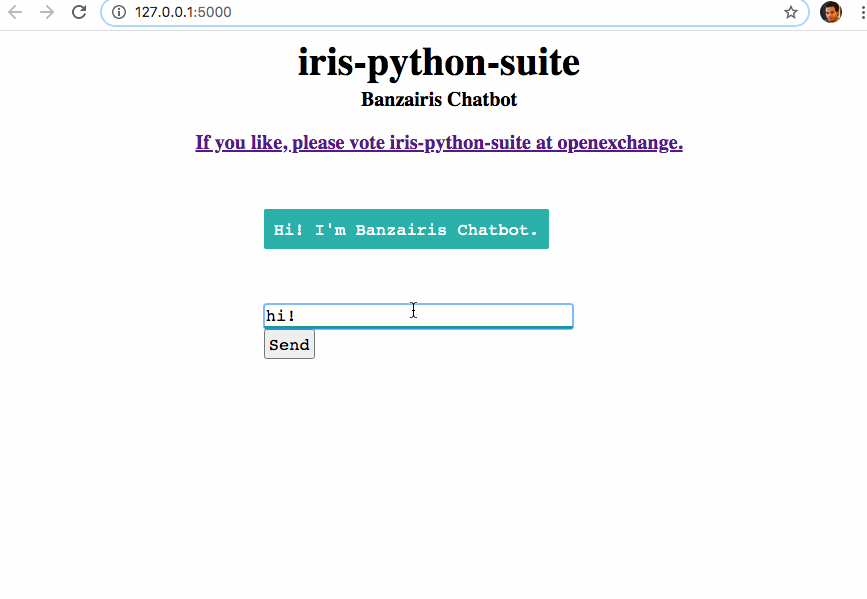 127.0.0.1:5000
iris-python-suite
Banzairis Chatbot
If you like, please vote iris-python-suite at openexchange.
Hi! I'm Banzairis Chatbot.
hi!
Send